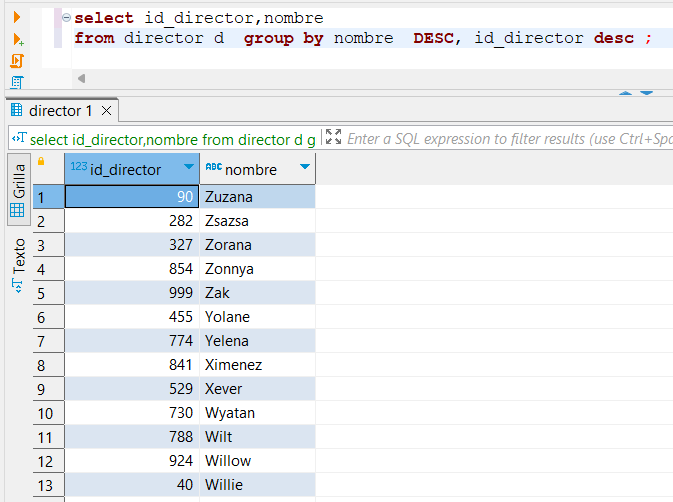 select id_director,nombre
from director d  group by nombre  DESC, id_director desc ;
director 1
select id_director,nombre from director d g
Enter a SQL expression to filter results (use Ctrl+Spa
Grilla
Texto
123 id_director
ABC nombre
1 90 Zuzana
2 282 Zsazsa
3 327 Zorana
4 854 Zonnya
5 999 Zak
6 455 Yolane
7 774 Yelena
8 841 Ximenez
9 529 Xever
10 730 Wyatan
11 788 Wilt
12 924 Willow
13 40 Willie